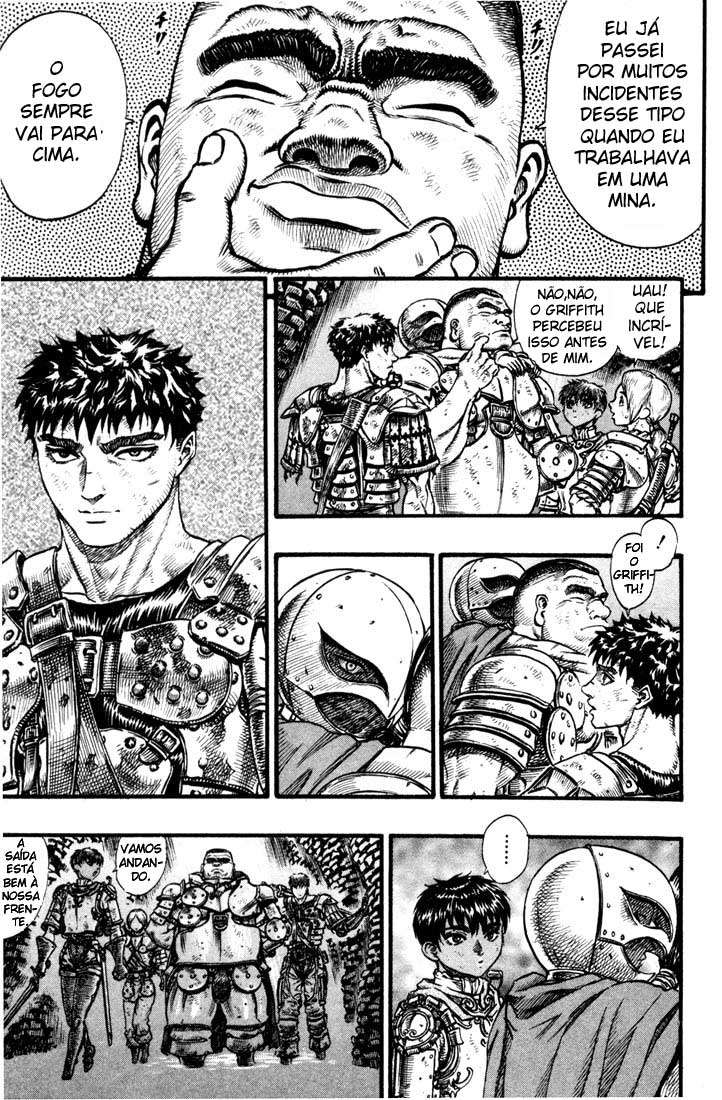 EU JÁ
PASSEI
POR MUITOS
INCIDENTES
DESSE TIPO
QUANDO EU
TRABALHAVA
EM UMA
MINA.
O
FOGO
SEMPRE
VAI PARA
CIMA.
UAU!
QUE
INCRÍ-
VEL!
NÃO,NÃO,
O GRIFFITH
PERCEBEU
ISSO ANTES
DE MIM.
!
FOI
O
GRIFFI-
TH!
......
VAMOS
ANDAN-
DO.
A
SAÍDA
ESTÁ
BEM À
NOSSA
FREN-
TE.